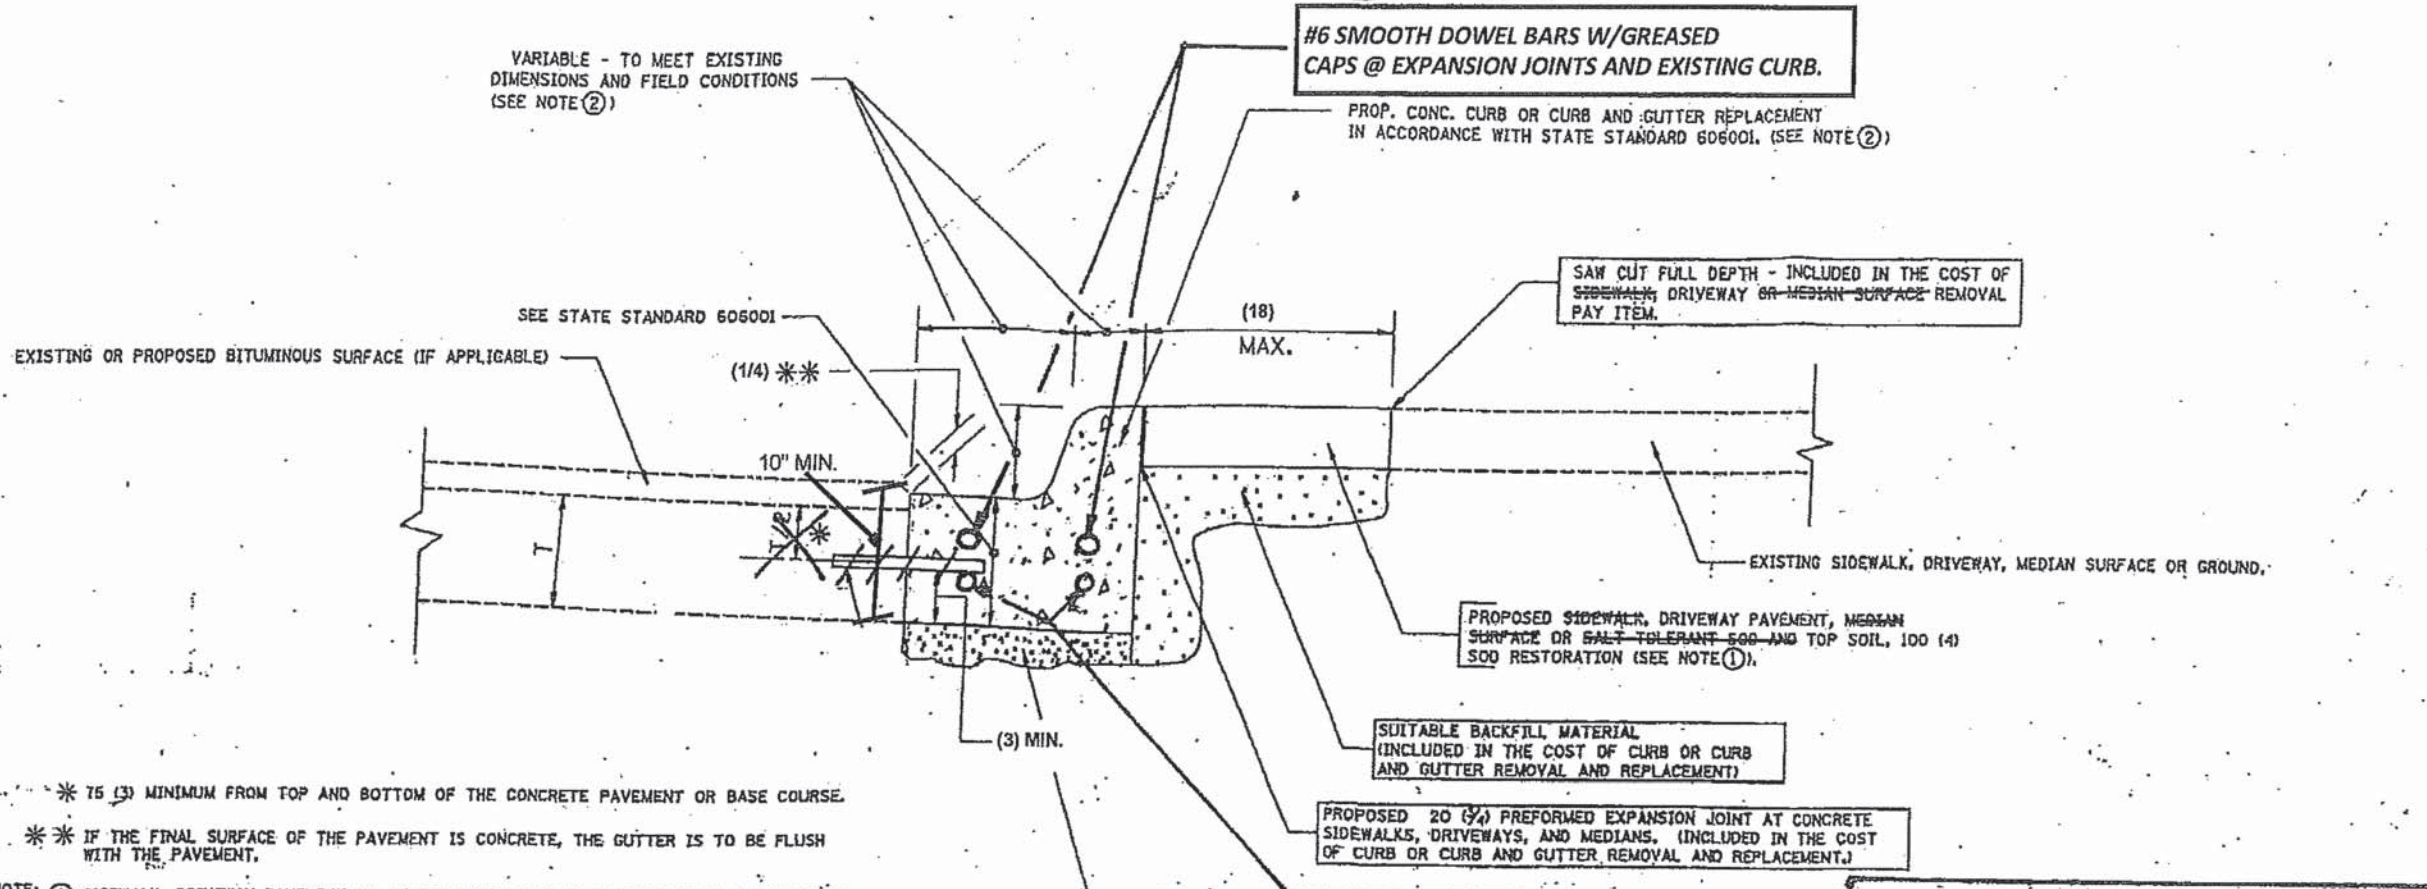 #6 SMOOTH DOWEL BARS W/GREASED
CAPS @ EXPANSION JOINTS AND EXISTING CURB.
VARIABLE - TO MEET EXISTING
DIMENSIONS AND FIELD CONDITIONS
(SEE NOTE ②)
PROP. CONC. CURB OR CURB AND GUTTER REPLACEMENT
IN ACCORDANCE WITH STATE STANDARD 606001. (SEE NOTE ②)
SAW CUT FULL DEPTH - INCLUDED IN THE COST OF
SIDEWALK, DRIVEWAY OR MEDIAN SURFACE REMOVAL
PAY ITEM.
SEE STATE STANDARD 606001
(18)
MAX.
EXISTING OR PROPOSED BITUMINOUS SURFACE (IF APPLICABLE)
(1/4) ✳✳
10" MIN.
T/2
✳
T
EXISTING SIDEWALK, DRIVEWAY, MEDIAN SURFACE OR GROUND.
PROPOSED SIDEWALK, DRIVEWAY PAVEMENT, MEDIAN
SURFACE OR SALT TOLERANT SOD AND TOP SOIL, 100 (4)
SOD RESTORATION (SEE NOTE ①).
(3) MIN.
SUITABLE BACKFILL MATERIAL
(INCLUDED IN THE COST OF CURB OR CURB
AND GUTTER REMOVAL AND REPLACEMENT)
✳ 75 (3) MINIMUM FROM TOP AND BOTTOM OF THE CONCRETE PAVEMENT OR BASE COURSE.
PROPOSED 20 (3/4) PREFORMED EXPANSION JOINT AT CONCRETE
SIDEWALKS, DRIVEWAYS, AND MEDIANS. (INCLUDED IN THE COST
OF CURB OR CURB AND GUTTER REMOVAL AND REPLACEMENT.)
✳✳ IF THE FINAL SURFACE OF THE PAVEMENT IS CONCRETE, THE GUTTER IS TO BE FLUSH
WITH THE PAVEMENT.